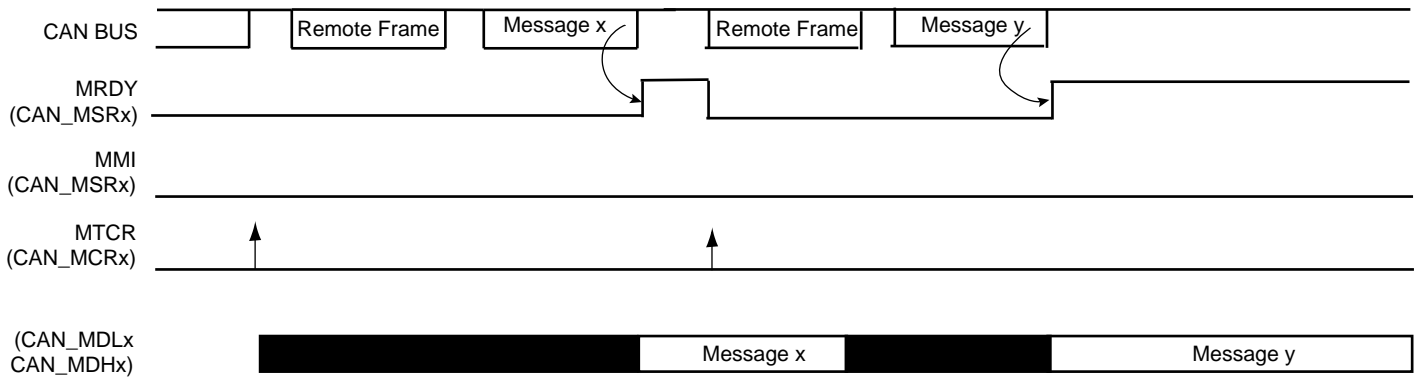 CAN BUS
Remote Frame
Message x
Remote Frame
Message y
MRDY
(CAN_MSRx)
MMI
(CAN_MSRx)
MTCR
(CAN_MCRx)
(CAN_MDLx
CAN_MDHx)
Message x
Message y